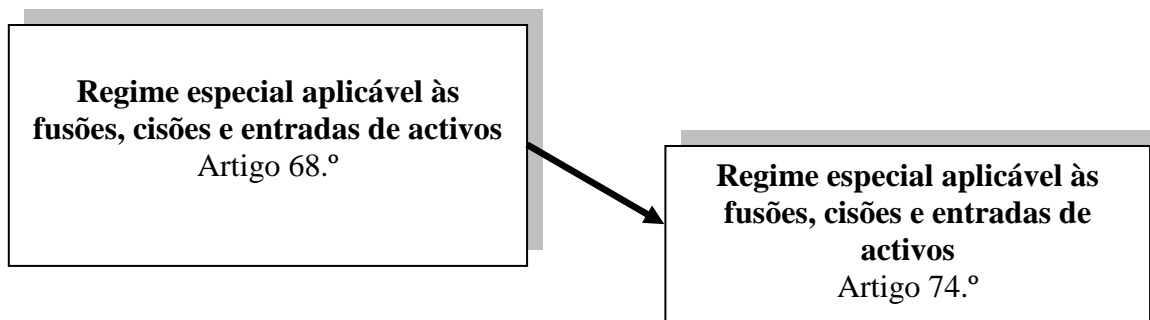 Regime especial aplicável às
fusões, cisões e entradas de activos
Artigo 68.º
Regime especial aplicável às
fusões, cisões e entradas de
activos
Artigo 74.º